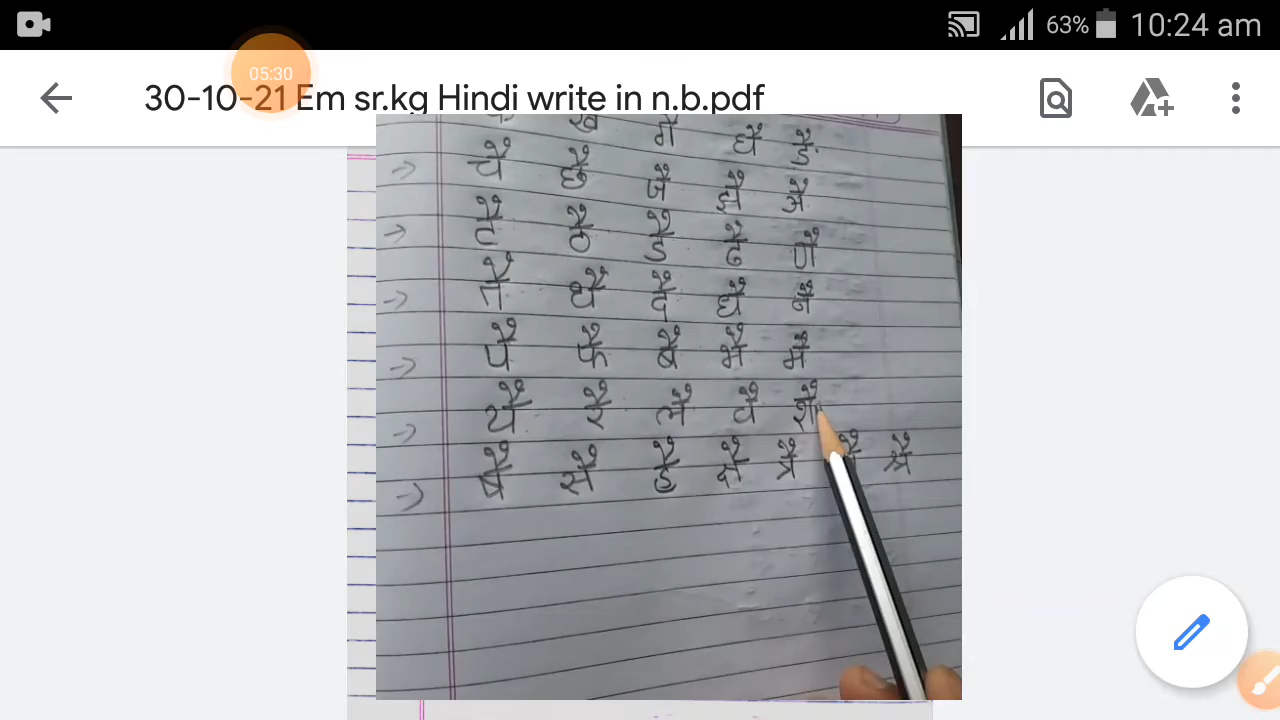 10:24 am
63%
05:30
30-10-21 Em sr.kg Hindi write in n.b.pdf
गै घै ङै
चै छै जै झै ञै
टै ठै डै ढै णै
तै थै दै धै नै
पै फै बै भै मै
यै रै लै वै शै
षै सै है क्षै त्रै श्रै